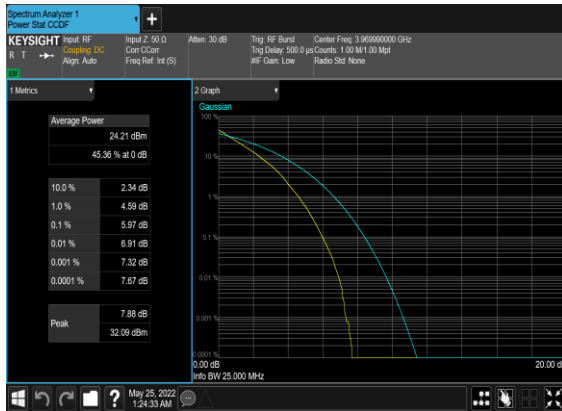 Spectrum Analyzer 1
Power Stat CCDF
+
KEYSIGHT
R T
LXI
Input: RF
Coupling: DC
Align: Auto
Input Z: 50 Ω
Corr CCorr
Freq Ref: Int (S)
Atten: 30 dB
Trig: RF Burst
Trig Delay: 500.0 µs
#IF Gain: Low
Center Freq: 3.969990000 GHz
Counts: 1.00 M/1.00 Mpt
Radio Std: None
1 Metrics
Average Power
24.21 dBm
45.36 % at 0 dB
10.0 % 2.34 dB
1.0 % 4.59 dB
0.1 % 5.97 dB
0.01 % 6.91 dB
0.001 % 7.32 dB
0.0001 % 7.67 dB
Peak
7.88 dB
32.09 dBm
2 Graph
Gaussian
100 %
10 %
1 %
0.1 %
0.01 %
0.001 %
0.0001 %
0.00 dB
20.00 d
Info BW 25.000 MHz
?
May 25, 2022
1:24:33 AM